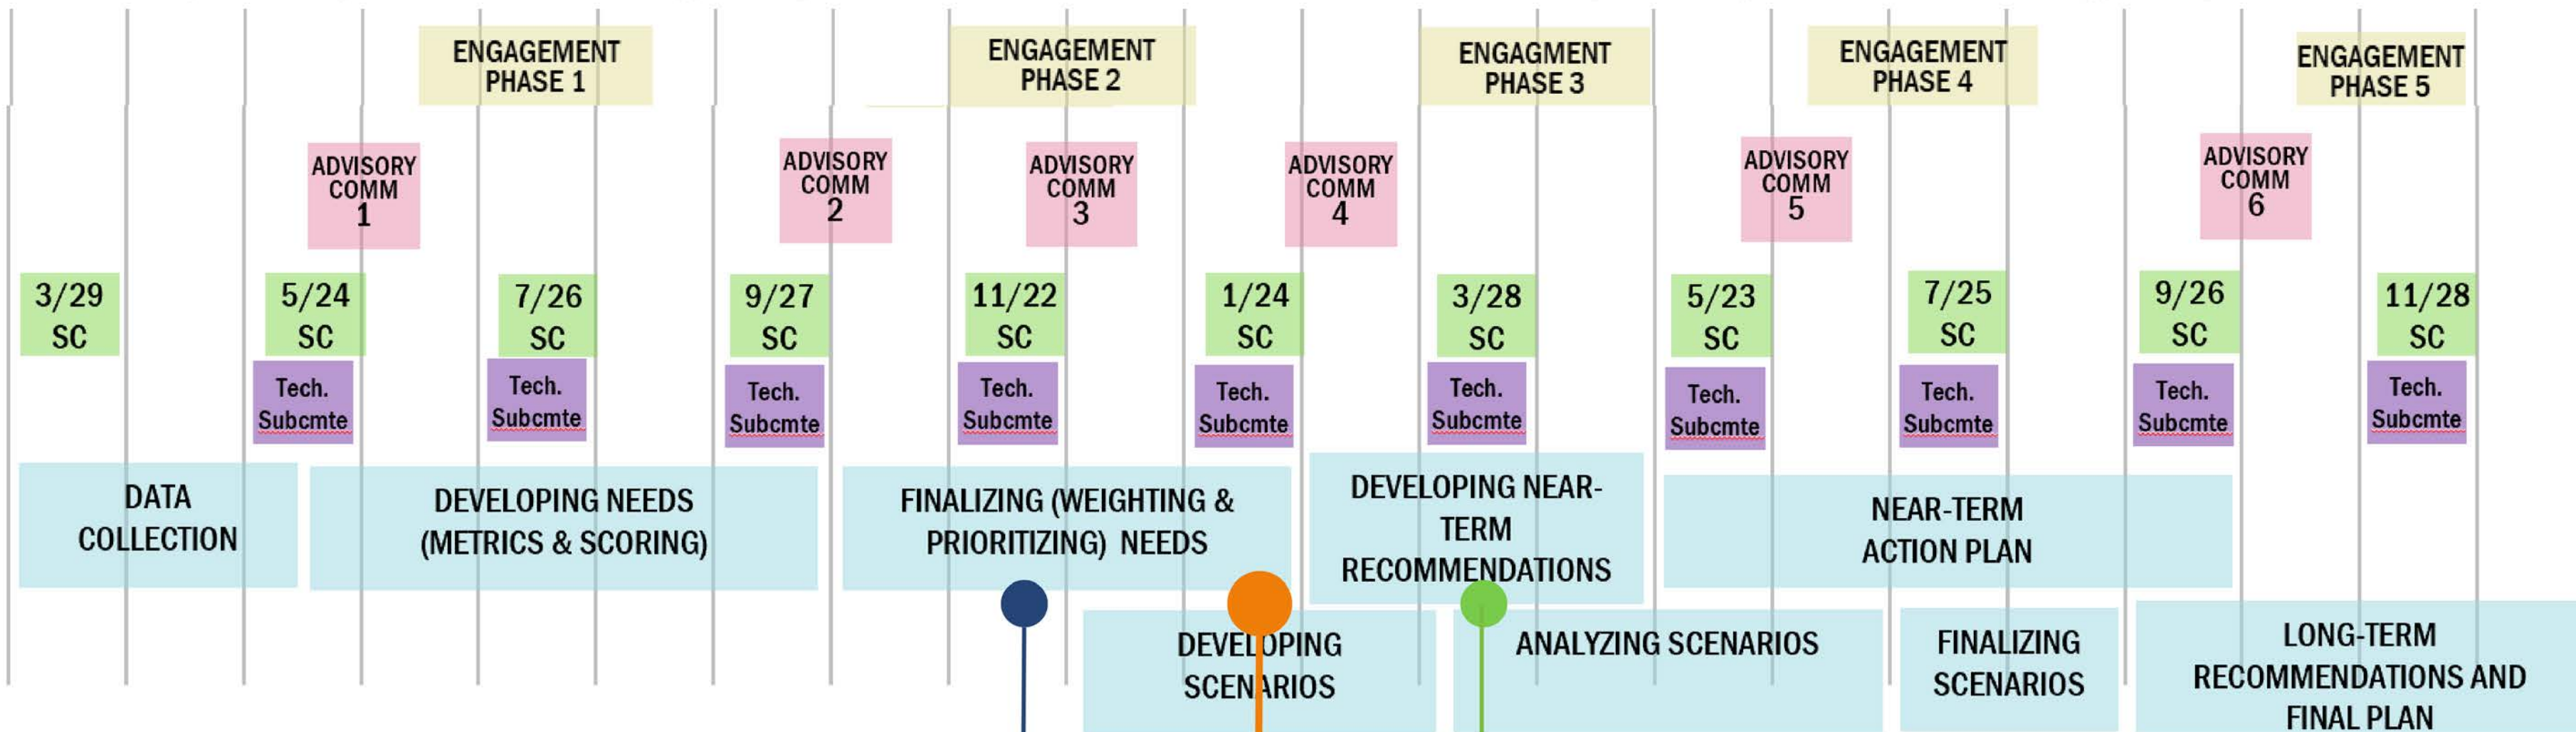 ENGAGEMENT
PHASE 1
ENGAGEMENT
PHASE 2
ENGAGMENT
PHASE 3
ENGAGEMENT
PHASE 4
ENGAGEMENT
PHASE 5
ADVISORY
COMM
1
ADVISORY
COMM
2
ADVISORY
COMM
3
ADVISORY
COMM
4
ADVISORY
COMM
5
ADVISORY
COMM
6
3/29
SC
5/24
SC
7/26
SC
9/27
SC
11/22
SC
1/24
SC
3/28
SC
5/23
SC
7/25
SC
9/26
SC
11/28
SC
Tech.
Subcmte
Tech.
Subcmte
Tech.
Subcmte
Tech.
Subcmte
Tech.
Subcmte
Tech.
Subcmte
Tech.
Subcmte
Tech.
Subcmte
Tech.
Subcmte
Tech.
Subcmte
DATA
COLLECTION
DEVELOPING NEEDS
(METRICS & SCORING)
FINALIZING (WEIGHTING &
PRIORITIZING) NEEDS
DEVELOPING NEAR-
TERM
RECOMMENDATIONS
NEAR-TERM
ACTION PLAN
DEVELOPING
SCENARIOS
ANALYZING SCENARIOS
FINALIZING
SCENARIOS
LONG-TERM
RECOMMENDATIONS AND
FINAL PLAN